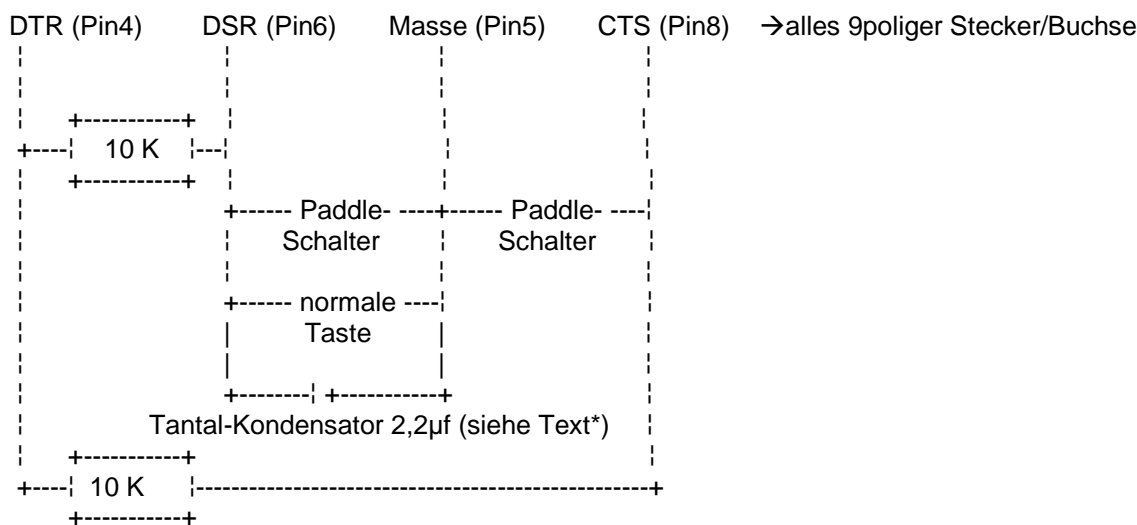 DTR (Pin4) DSR (Pin6) Masse (Pin5) CTS (Pin8) →alles 9poliger Stecker/Buchse
10 K
Paddle- Paddle-
Schalter Schalter
normale
Taste
Tantal-Kondensator 2,2µf (siehe Text*)
10 K